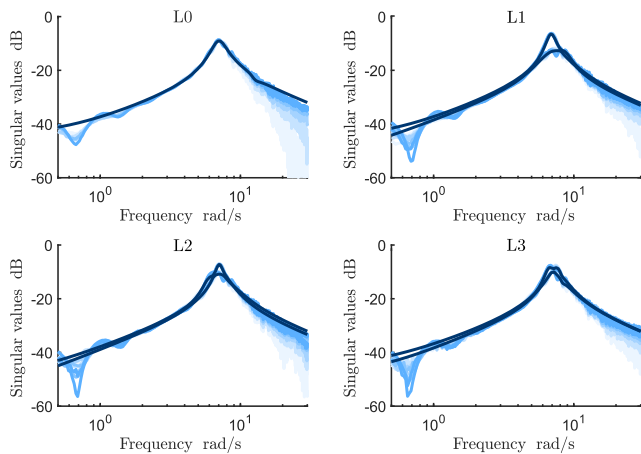 L0
Singular values dB
0
-20
-40
-60
10^0
10^1
Frequency rad/s
L1
Singular values dB
0
-20
-40
-60
10^0
10^1
Frequency rad/s
L2
Singular values dB
0
-20
-40
-60
10^0
10^1
Frequency rad/s
L3
Singular values dB
0
-20
-40
-60
10^0
10^1
Frequency rad/s